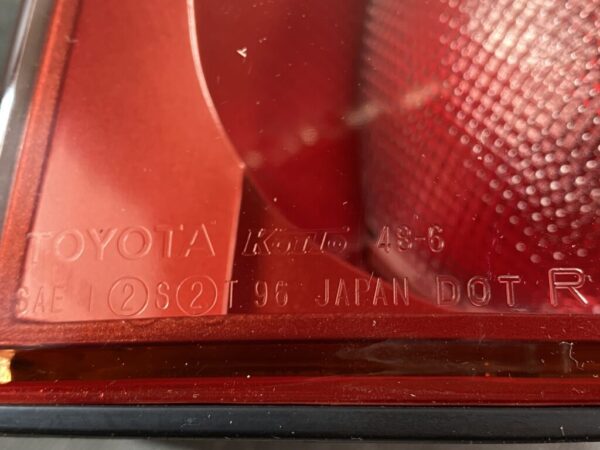 TOYOTA KOITO 48-6
SAE I ② S ② T 96 JAPAN DOT R